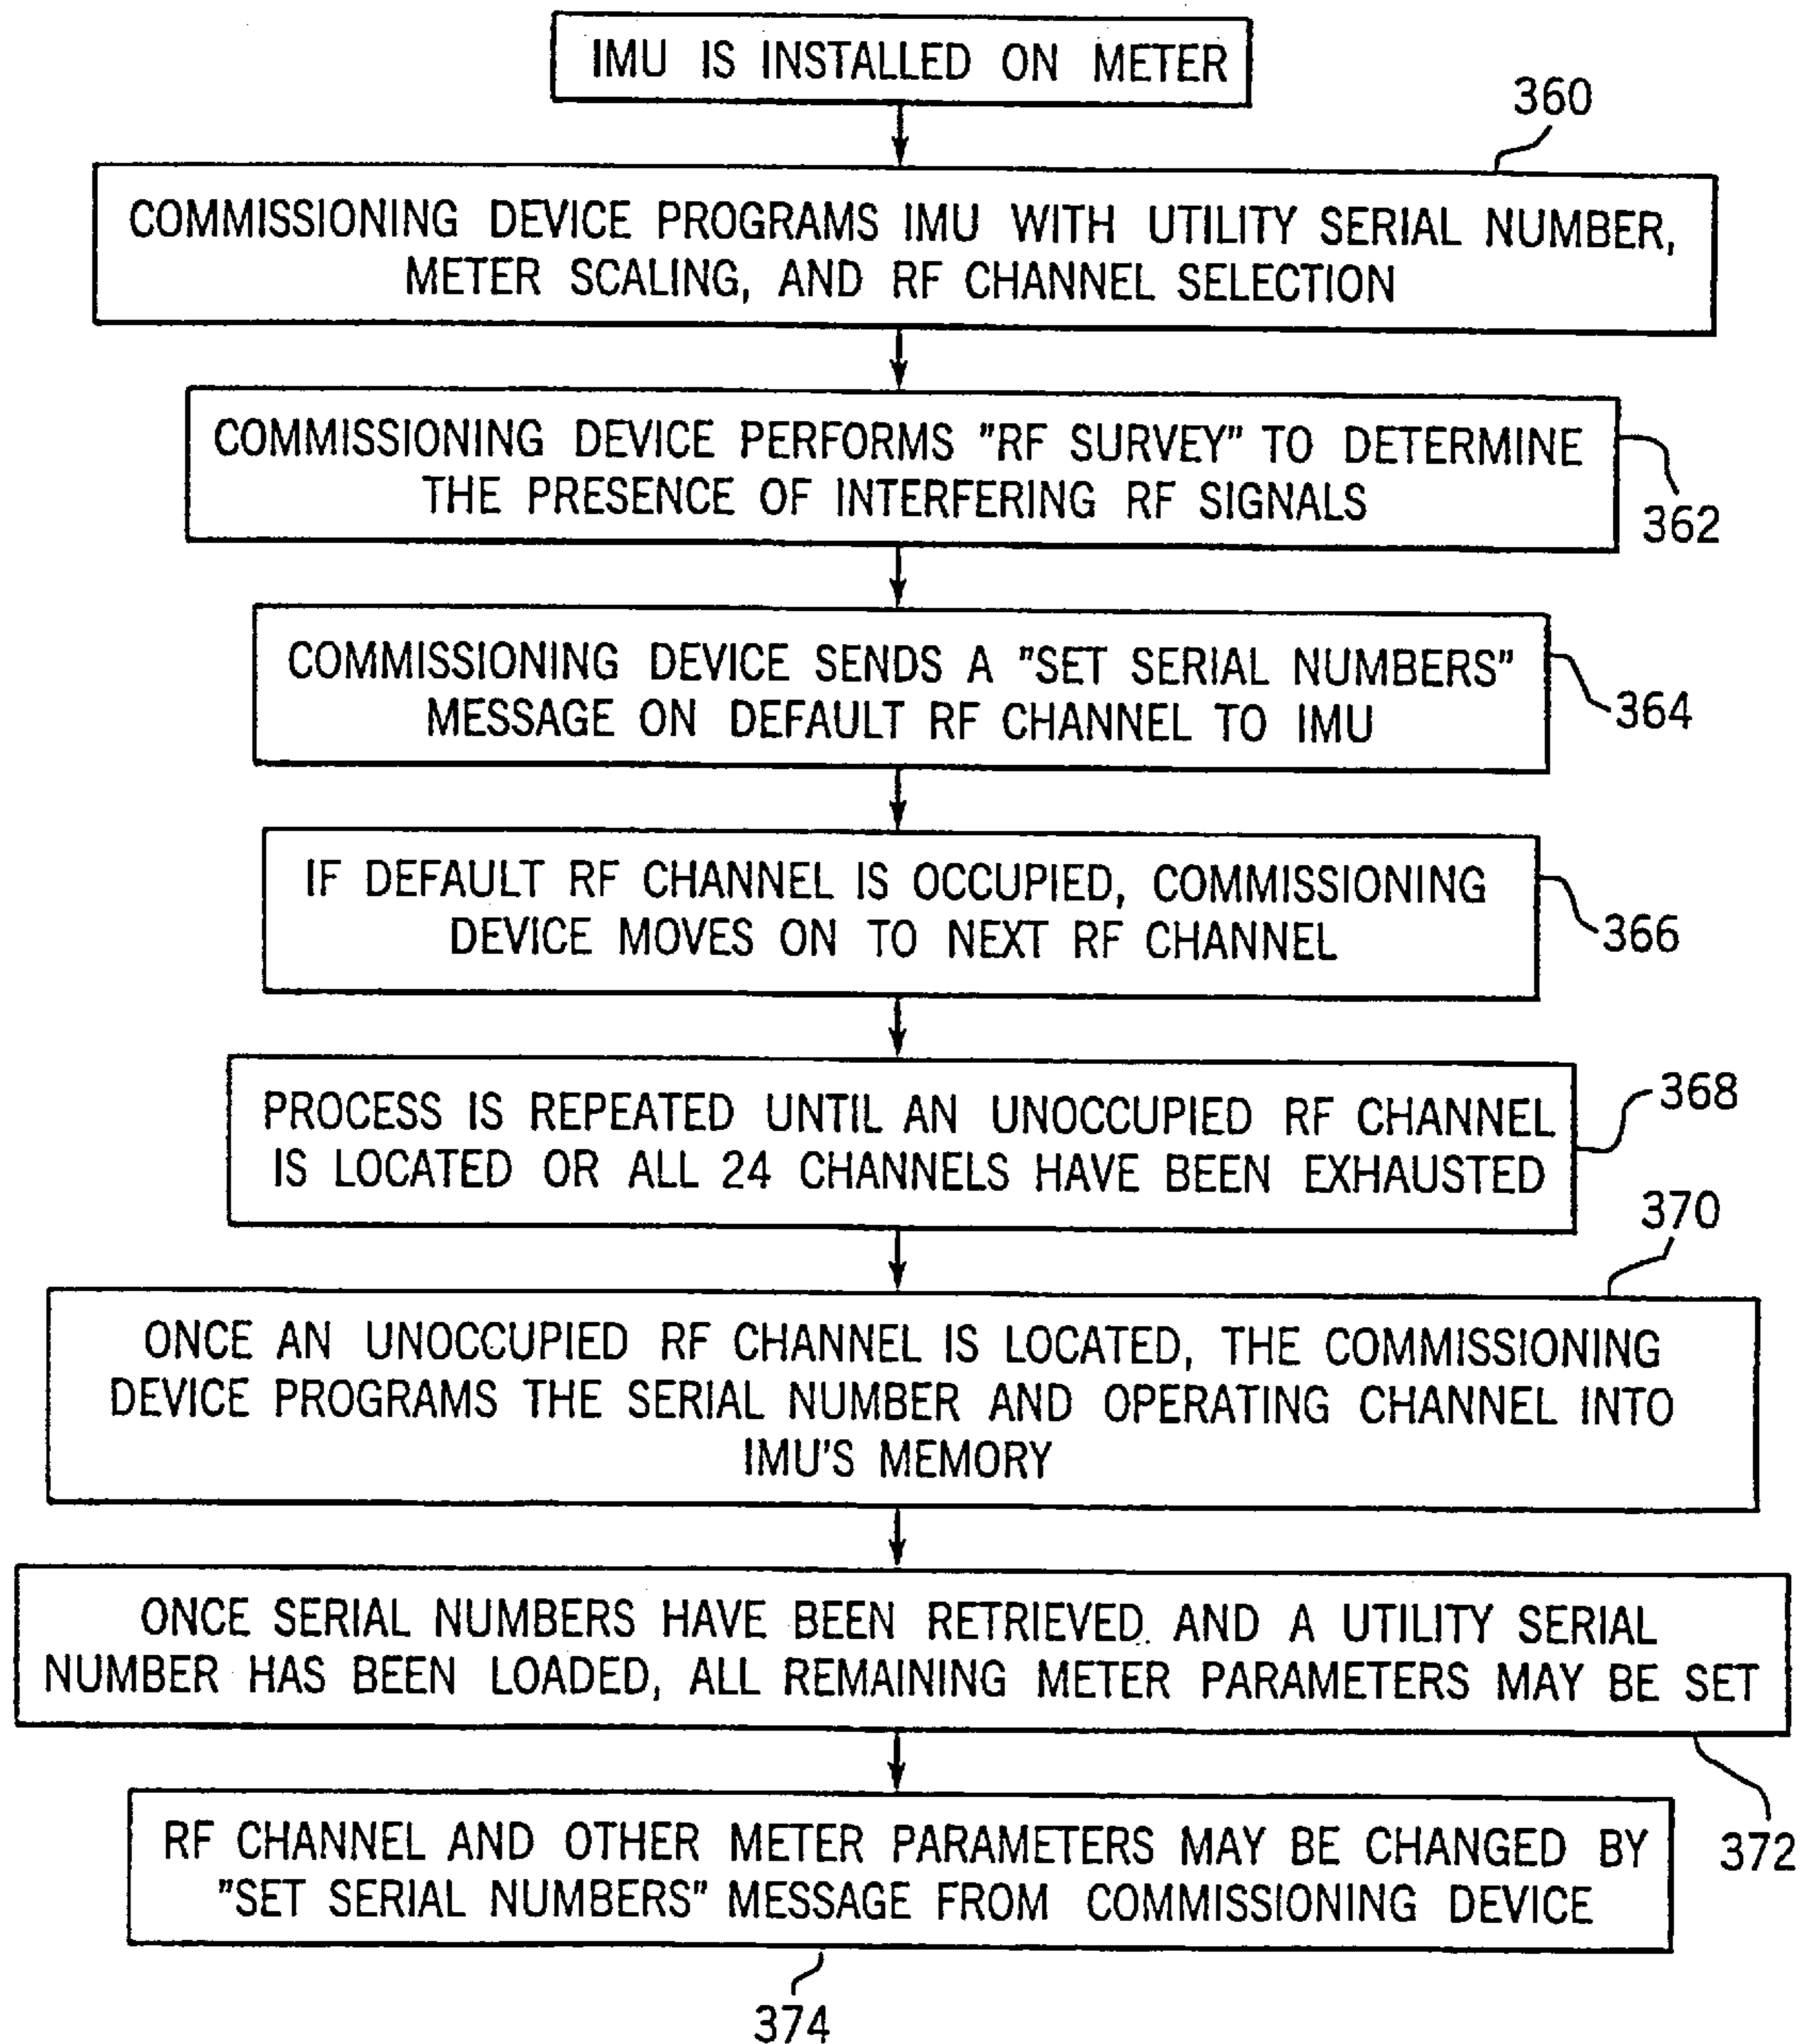 IMU IS INSTALLED ON METER
360
COMMISSIONING DEVICE PROGRAMS IMU WITH UTILITY SERIAL NUMBER,
METER SCALING, AND RF CHANNEL SELECTION
COMMISSIONING DEVICE PERFORMS "RF SURVEY" TO DETERMINE
THE PRESENCE OF INTERFERING RF SIGNALS
362
COMMISSIONING DEVICE SENDS A "SET SERIAL NUMBERS"
MESSAGE ON DEFAULT RF CHANNEL TO IMU
364
IF DEFAULT RF CHANNEL IS OCCUPIED, COMMISSIONING
DEVICE MOVES ON TO NEXT RF CHANNEL
366
PROCESS IS REPEATED UNTIL AN UNOCCUPIED RF CHANNEL
IS LOCATED OR ALL 24 CHANNELS HAVE BEEN EXHAUSTED
368
370
ONCE AN UNOCCUPIED RF CHANNEL IS LOCATED, THE COMMISSIONING
DEVICE PROGRAMS THE SERIAL NUMBER AND OPERATING CHANNEL INTO
IMU'S MEMORY
ONCE SERIAL NUMBERS HAVE BEEN RETRIEVED AND A UTILITY SERIAL
NUMBER HAS BEEN LOADED, ALL REMAINING METER PARAMETERS MAY BE SET
372
RF CHANNEL AND OTHER METER PARAMETERS MAY BE CHANGED BY
"SET SERIAL NUMBERS" MESSAGE FROM COMMISSIONING DEVICE
374